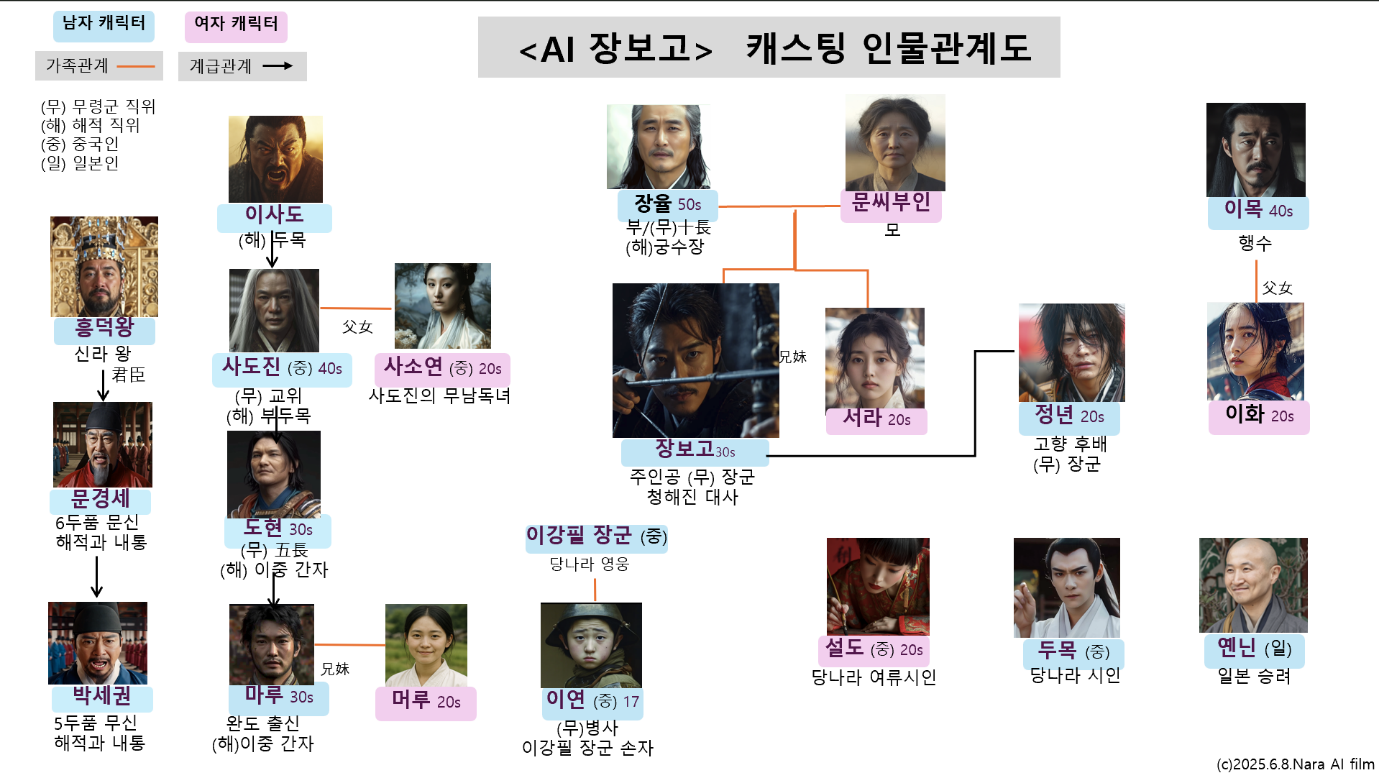 남자 캐릭터
여자 캐릭터
가족관계
계급관계
<AI 장보고> 캐스팅 인물관계도
(무) 무령군 직위
(해) 해적 직위
(중) 중국인
(일) 일본인
흥덕왕
신라 왕
君臣
문경세
6두품 문신
해적과 내통
박세권
5두품 무신
해적과 내통
이사도
(해) 두목
사도진 (중) 40s
(무) 교위
(해) 부두목
父女
사소연 (중) 20s
사도진의 무남독녀
도현 30s
(무) 五長
(해) 이중 간자
마루 30s
완도 출신
(해)이중 간자
兄妹
머루 20s
장율 50s
부/(무)十長
(해)궁수장
문씨부인
모
장보고30s
주인공 (무) 장군
청해진 대사
兄妹
서라 20s
정년 20s
고향 후배
(무) 장군
이목 40s
행수
父女
이화 20s
이강필 장군 (중)
당나라 영웅
이연 (중) 17
(무)병사
이강필 장군 손자
설도 (중) 20s
당나라 여류시인
두목 (중)
당나라 시인
옌닌 (일)
일본 승려
(c)2025.6.8.Nara AI film